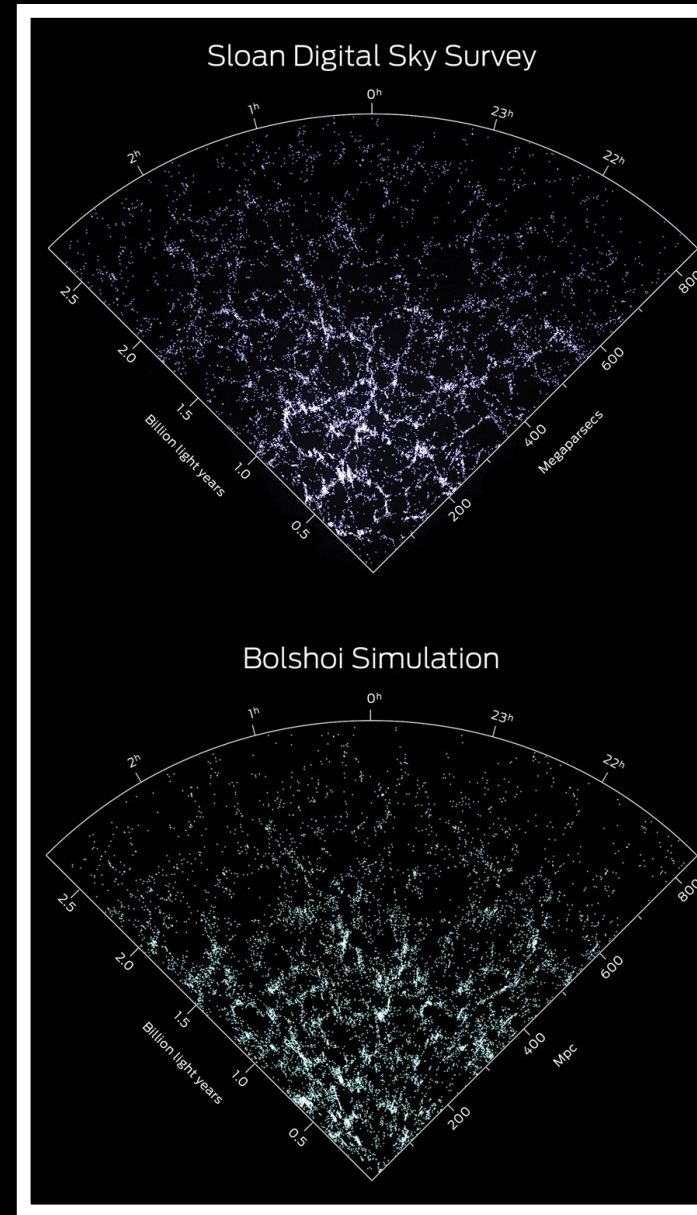 Sloan Digital Sky Survey
0ʰ
1ʰ
23ʰ
2ʰ
22ʰ
2.5
800
2.0
600
1.5
400
Billion light years
Megaparsecs
1.0
200
0.5
Bolshoi Simulation
0ʰ
1ʰ
23ʰ
2ʰ
22ʰ
2.5
800
2.0
600
1.5
400
Billion light years
Mpc
1.0
200
0.5